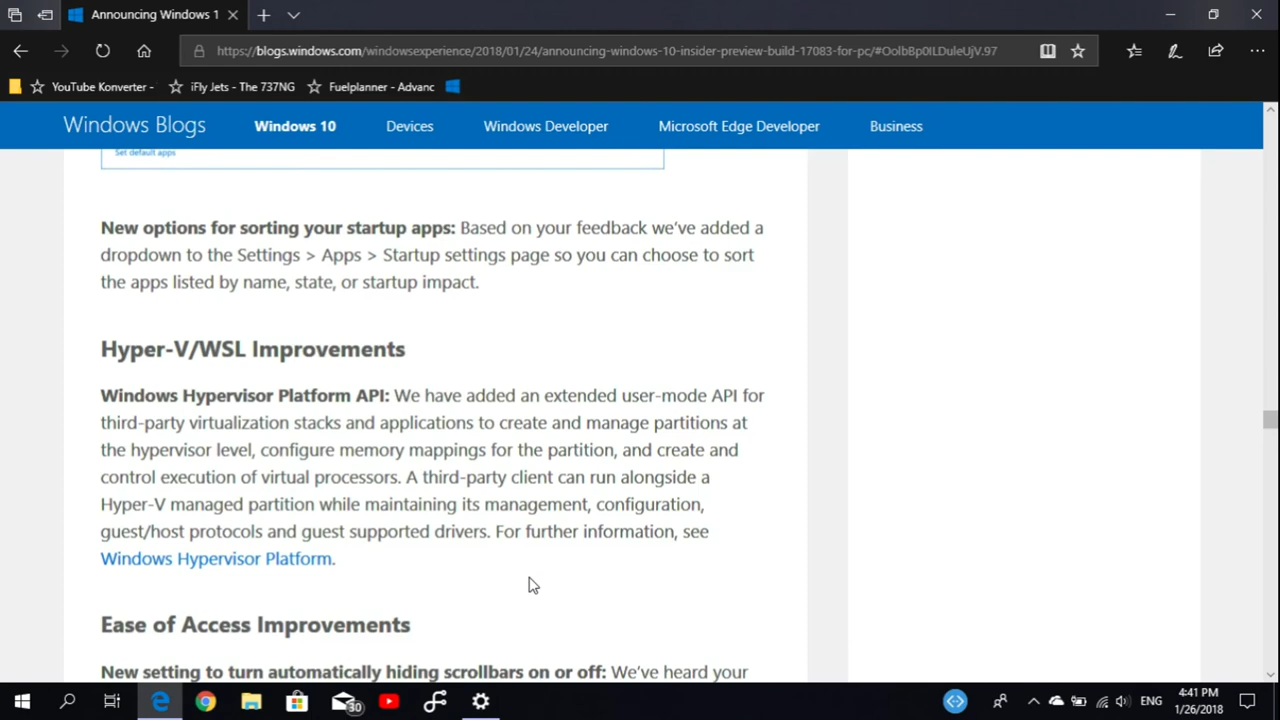 Announcing Windows 1
https://blogs.windows.com/windowsexperience/2018/01/24/announcing-windows-10-insider-preview-build-17083-for-pc/#OolbBp0ILDuleUjV.97
YouTube Konverter - iFly Jets - The 737NG Fuelplanner - Advanc
Windows Blogs Windows 10 Devices Windows Developer Microsoft Edge Developer Business
Set default apps
New options for sorting your startup apps: Based on your feedback we've added a
dropdown to the Settings > Apps > Startup settings page so you can choose to sort
the apps listed by name, state, or startup impact.
Hyper-V/WSL Improvements
Windows Hypervisor Platform API: We have added an extended user-mode API for
third-party virtualization stacks and applications to create and manage partitions at
the hypervisor level, configure memory mappings for the partition, and create and
control execution of virtual processors. A third-party client can run alongside a
Hyper-V managed partition while maintaining its management, configuration,
guest/host protocols and guest supported drivers. For further information, see
Windows Hypervisor Platform.
Ease of Access Improvements
New setting to turn automatically hiding scrollbars on or off: We've heard your
30
ENG
4:41 PM
1/26/2018